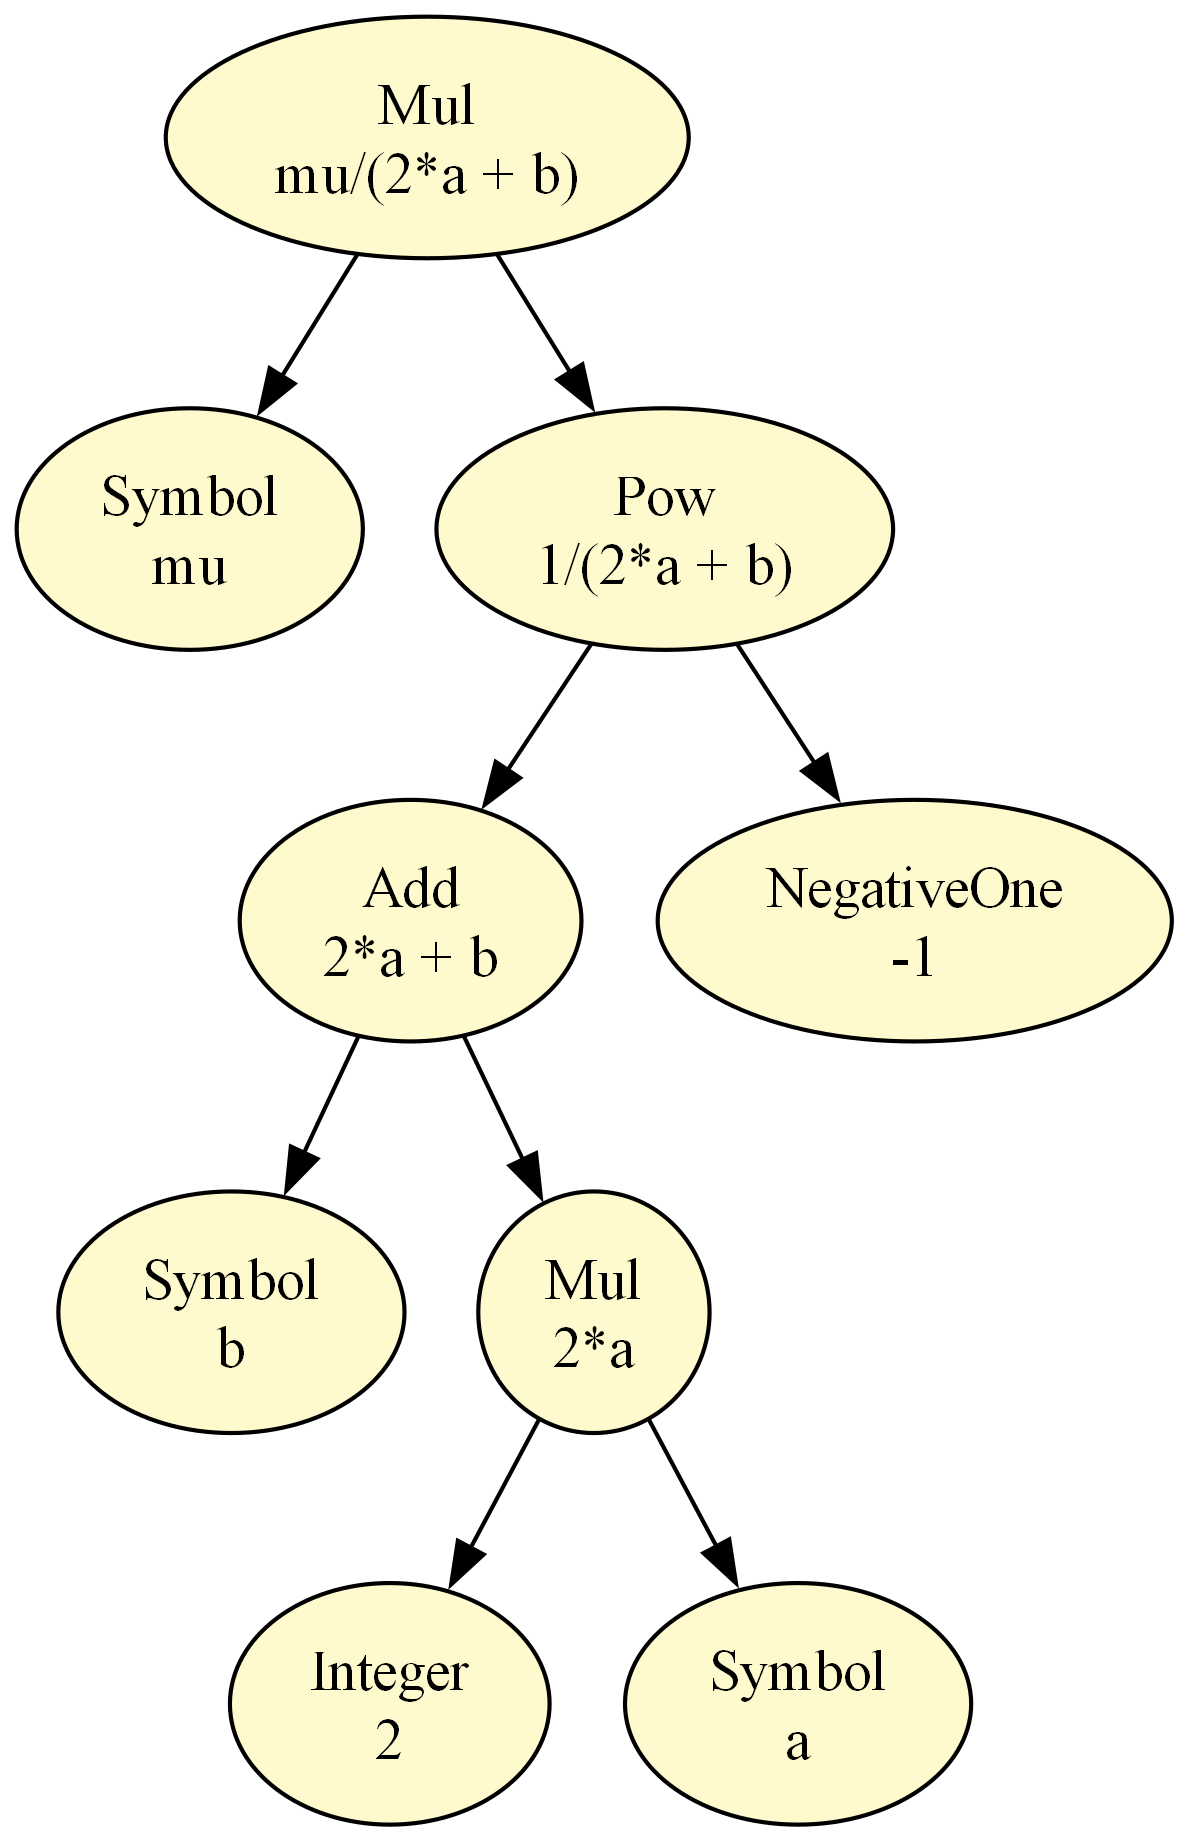 Mul
mu/(2*a + b)
Symbol
mu
Pow
1/(2*a + b)
Add
2*a + b
NegativeOne
-1
Symbol
b
Mul
2*a
Integer
2
Symbol
a